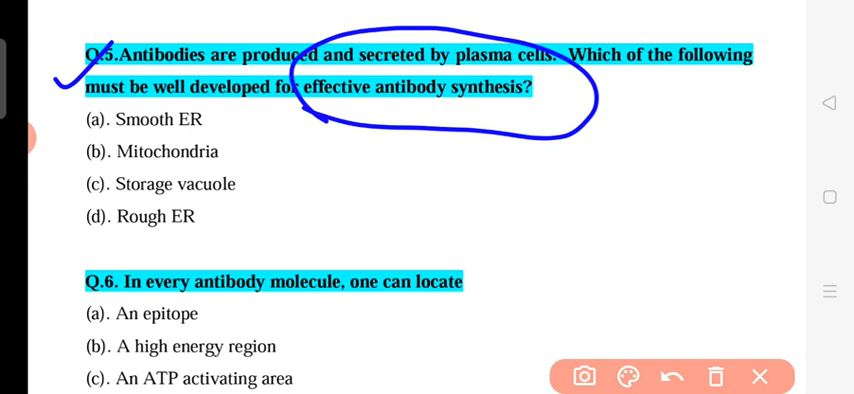 Q.5.Antibodies are produced and secreted by plasma cells. Which of the following
must be well developed for effective antibody synthesis?
(a). Smooth ER
(b). Mitochondria
(c). Storage vacuole
(d). Rough ER
Q.6. In every antibody molecule, one can locate
(a). An epitope
(b). A high energy region
(c). An ATP activating area